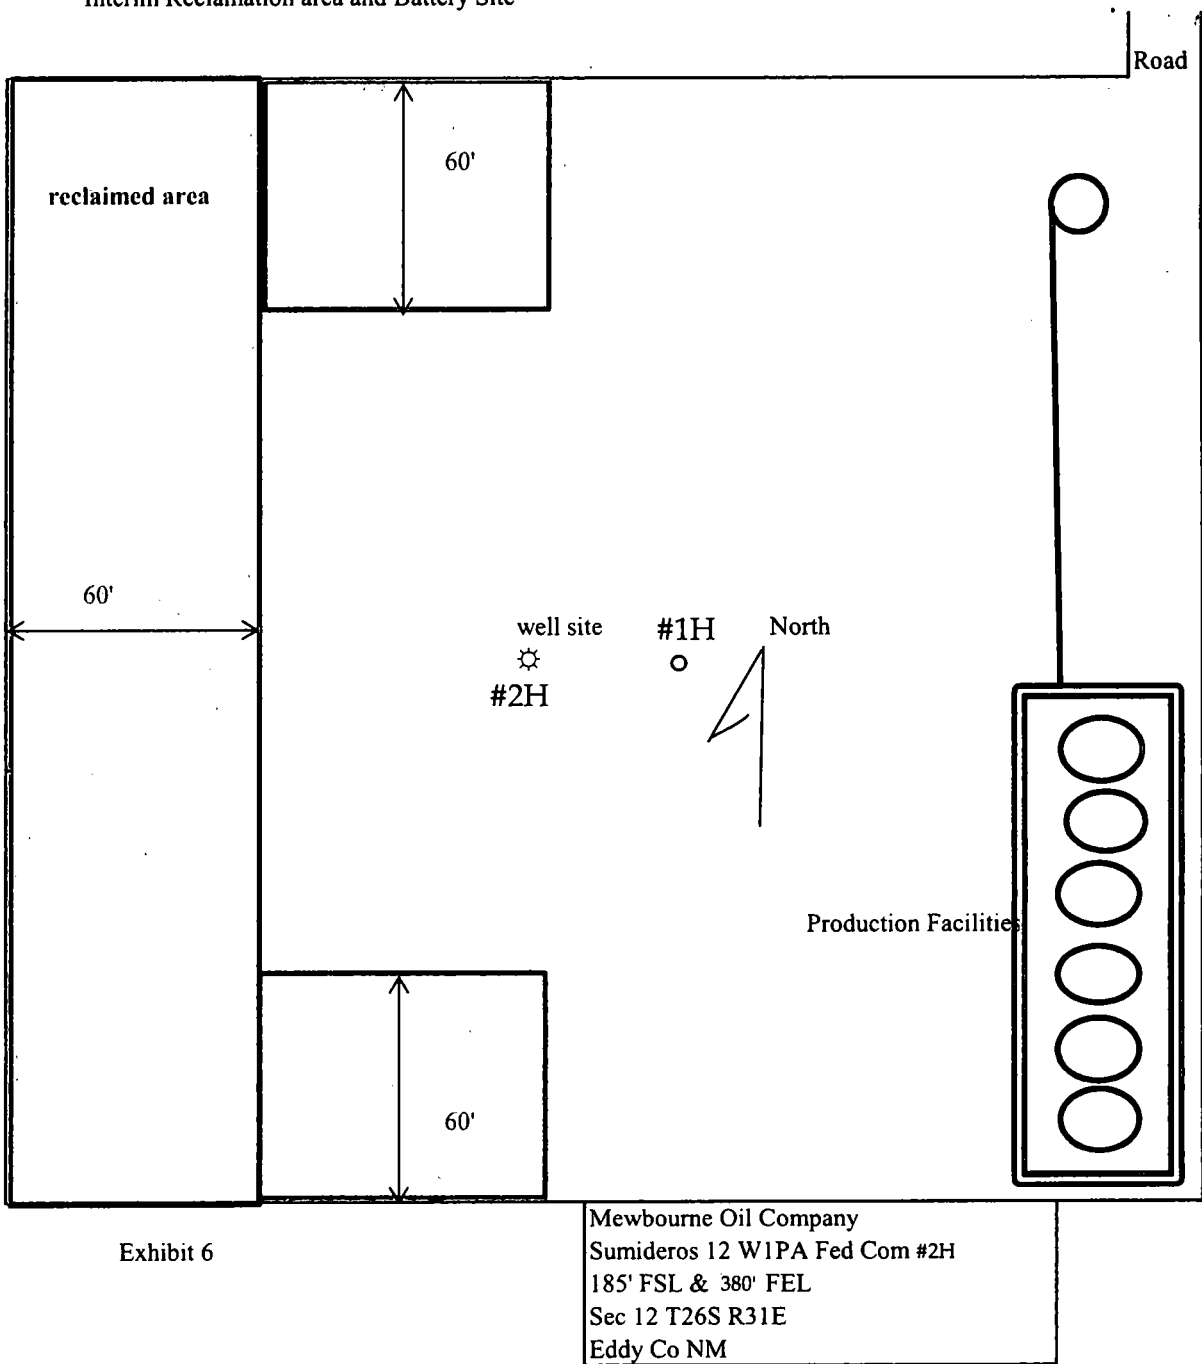 Interim Reclamation area and Battery Site
Road
60'
reclaimed area
60'
well site #1H North
#2H
Production Facilities
60'
Exhibit 6
Mewbourne Oil Company
Sumideros 12 W1PA Fed Com #2H
185' FSL & 380' FEL
Sec 12 T26S R31E
Eddy Co NM